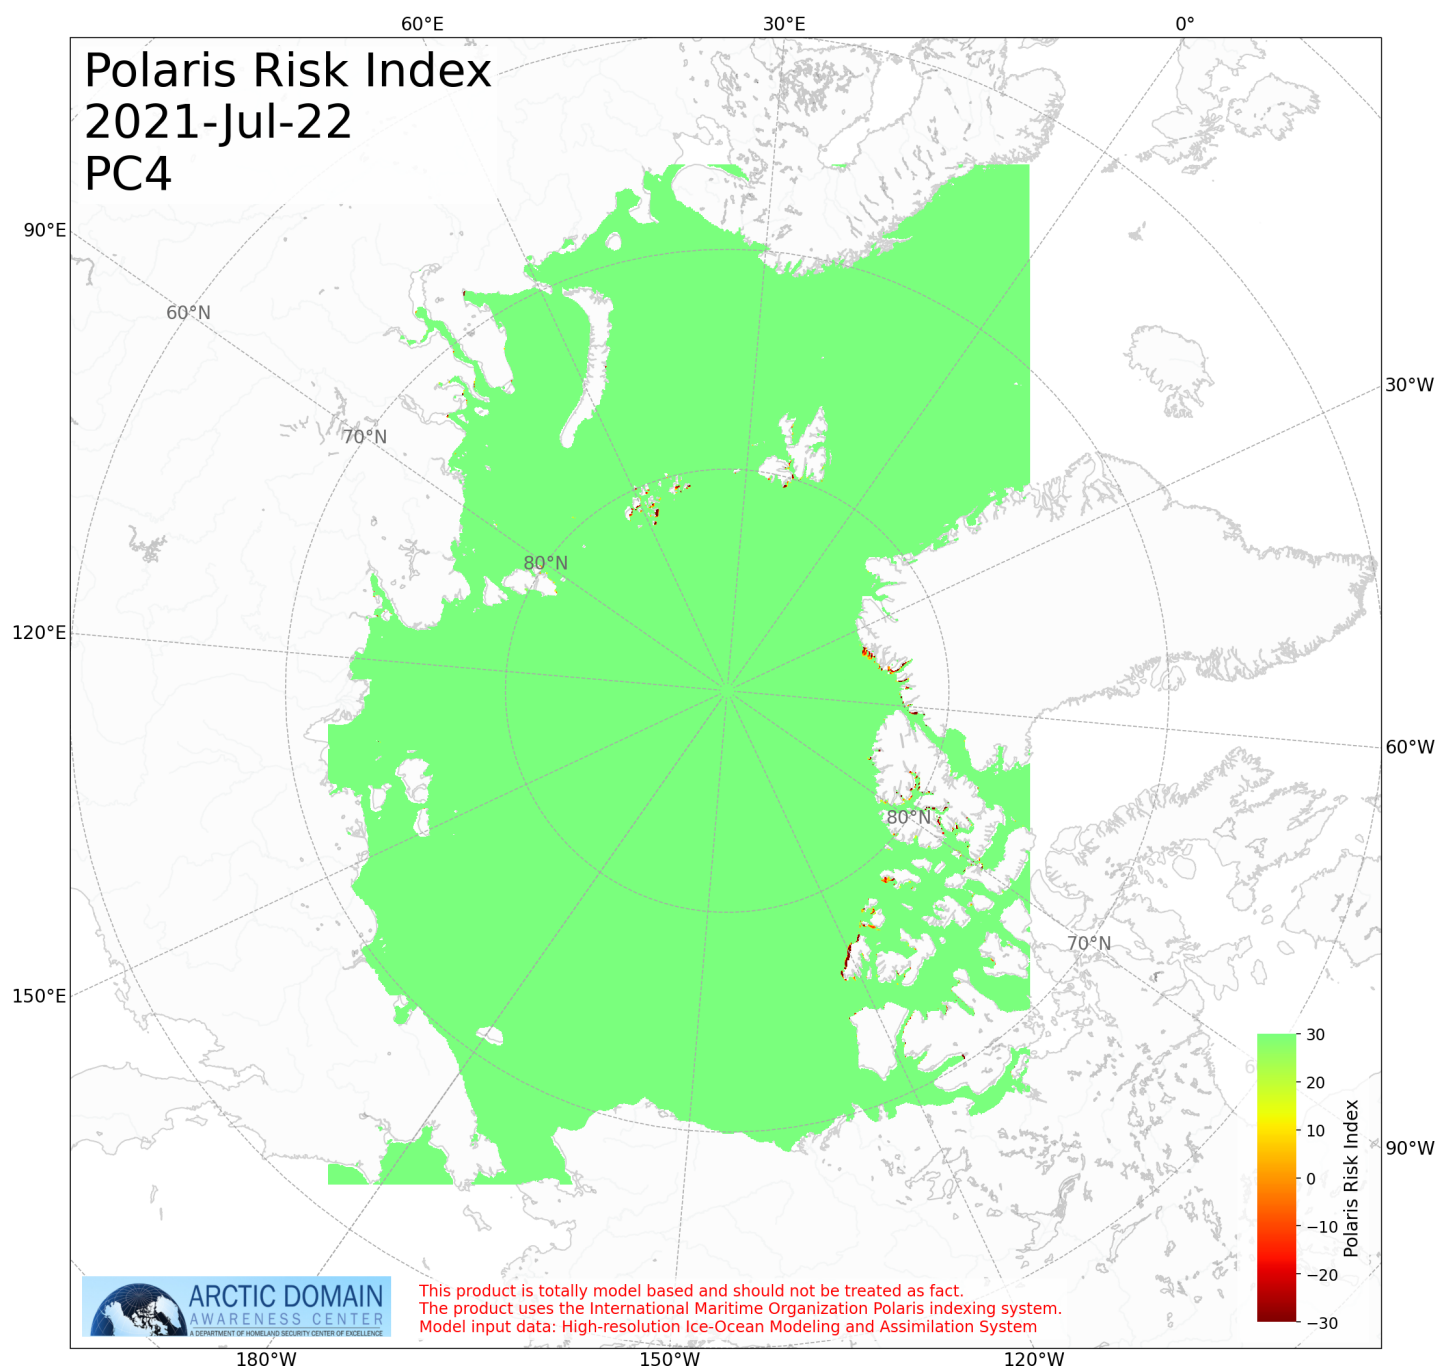 60°E 30°E 0°
Polaris Risk Index
2021-Jul-22
PC4
90°E
60°N
30°W
70°N
80°N
120°E
60°W
80°N
70°N
150°E
30
20
10
0
−10
−20
−30
Polaris Risk Index
90°W
ARCTIC DOMAIN
AWARENESS CENTER
A DEPARTMENT OF HOMELAND SECURITY CENTER OF EXCELLENCE
This product is totally model based and should not be treated as fact.
The product uses the International Maritime Organization Polaris indexing system.
Model input data: High-resolution Ice-Ocean Modeling and Assimilation System
180°W 150°W 120°W